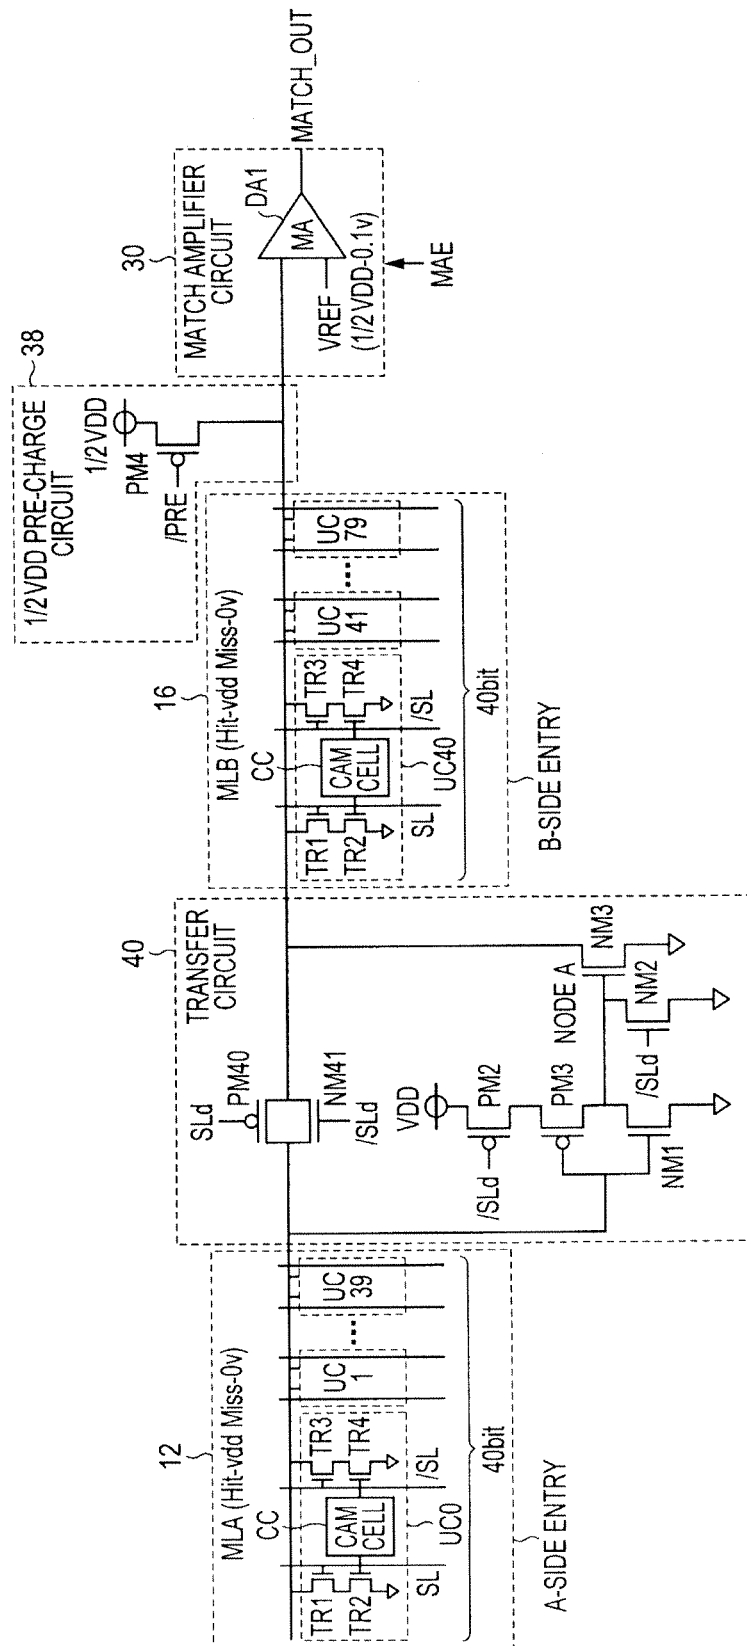 12
MLA (Hit-vdd Miss-0v)
CC
TR1
TR2
CAM
CELL
TR3
TR4
SL
/SL
UC0
UC
1
...
UC
39
40bit
A-SIDE ENTRY
40
TRANSFER
CIRCUIT
SLd
PM40
NM41
/SLd
VDD
PM2
/SLd
PM3
NM1
NODE A
/SLd
NM2
NM3
16
MLB (Hit-vdd Miss-0v)
CC
TR1
TR2
CAM
CELL
TR3
TR4
SL
/SL
UC40
UC
41
...
UC
79
40bit
B-SIDE ENTRY
38
1/2VDD PRE-CHARGE
CIRCUIT
1/2VDD
PM4
/PRE
30
MATCH AMPLIFIER
CIRCUIT
DA1
MA
VREF
(1/2VDD-0.1v)
MAE
MATCH_OUT